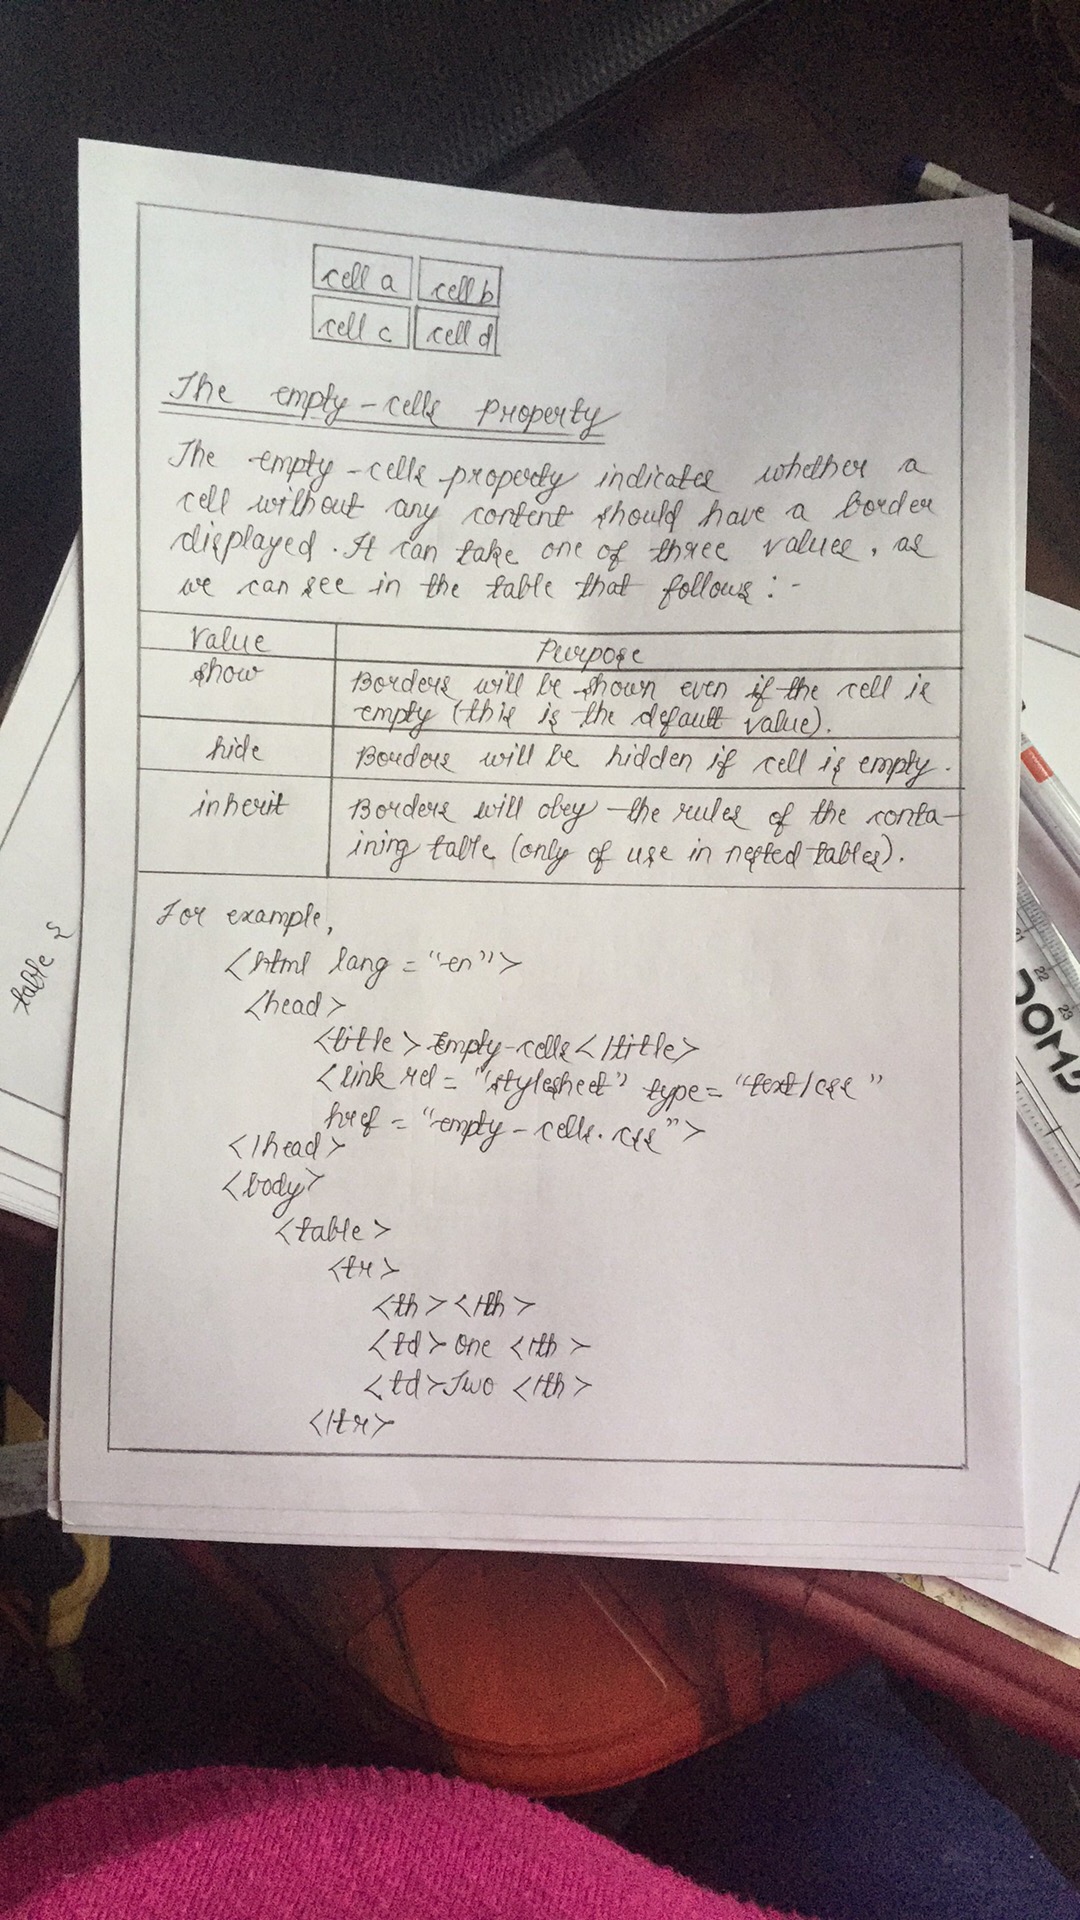 cell a cell b
cell c cell d
The empty-cells property
The empty-cells property indicates whether a
cell without any content should have a border
displayed. It can take one of three values, as
we can see in the table that follows:-
Value Purpose
show Borders will be shown even if the cell is
empty (this is the default value).
hide Borders will be hidden if cell is empty.
inherit Borders will obey the rules of the conta-
ining table (only of use in nested tables).
For example,
<html lang = "en">
<head>
<title> Empty-cells </title>
<link rel = "stylesheet" type = "text/css"
href = "empty-cells.css">
</head>
<body>
<table>
<tr>
<th></th>
<td> One </th>
<td> Two </th>
</tr>
table 2
21
22
23
DOMS